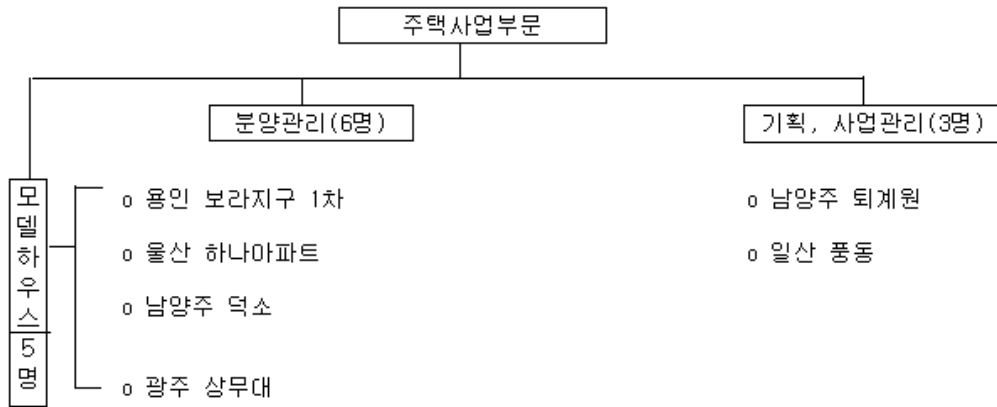 주택사업부문
분양관리(6명)
기획, 사업관리(3명)
모델하우스
5명
o 용인 보라지구 1차
o 울산 하나아파트
o 남양주 덕소
o 광주 상무대
o 남양주 퇴계원
o 일산 풍동